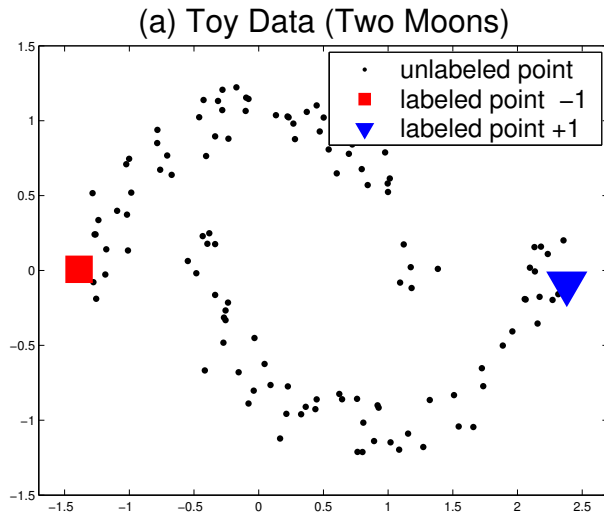 (a) Toy Data (Two Moons)
1.5
unlabeled point
labeled point −1
labeled point +1
1
0.5
0
−0.5
−1
−1.5
−1.5 −1 −0.5 0 0.5 1 1.5 2 2.5